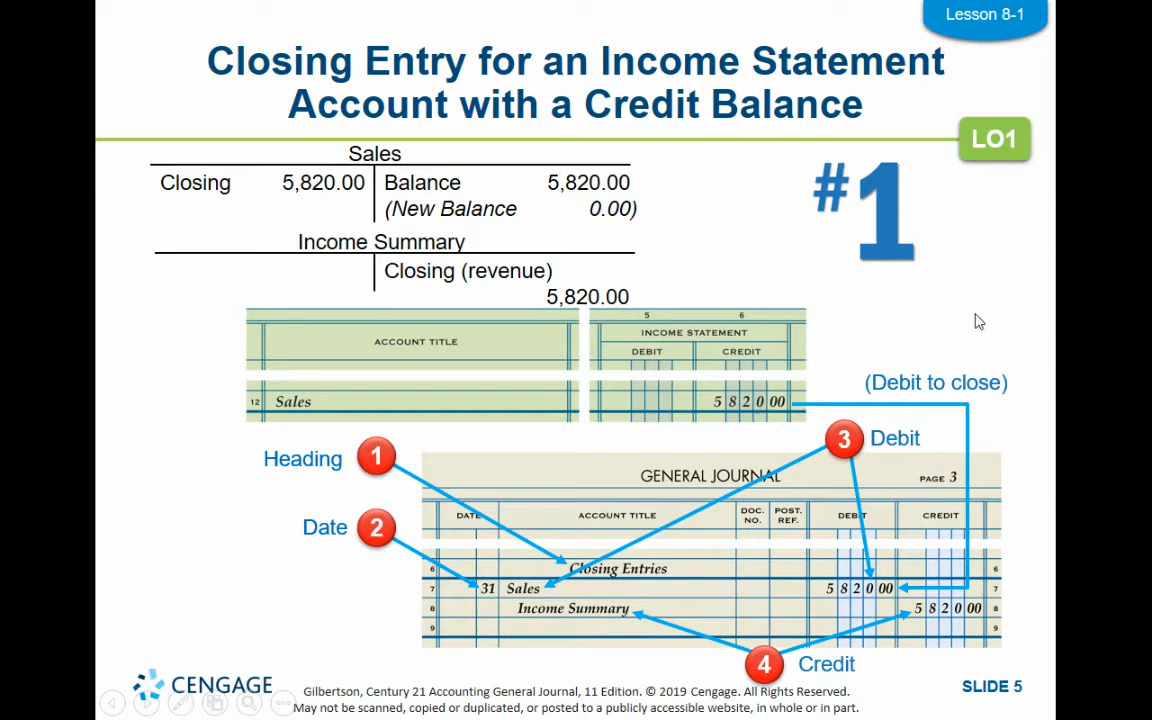 Lesson 8-1
Closing Entry for an Income Statement
Account with a Credit Balance
LO1
#1
Sales
Closing 5,820.00 Balance 5,820.00
(New Balance 0.00)
Income Summary
Closing (revenue)
5,820.00
5 6
ACCOUNT TITLE
INCOME STATEMENT
DEBIT CREDIT
12 Sales 5 8 2 0 00
(Debit to close)
3 Debit
Heading 1
GENERAL JOURNAL PAGE 3
DATE ACCOUNT TITLE DOC. NO. POST. REF. DEBIT CREDIT
Date 2
6 Closing Entries 6
7 31 Sales 5 8 2 0 00 7
8 Income Summary 5 8 2 0 00 8
9 9
4 Credit
CENGAGE
Gilbertson, Century 21 Accounting General Journal, 11 Edition. © 2019 Cengage. All Rights Reserved.
May not be scanned, copied or duplicated, or posted to a publicly accessible website, in whole or in part.
SLIDE 5